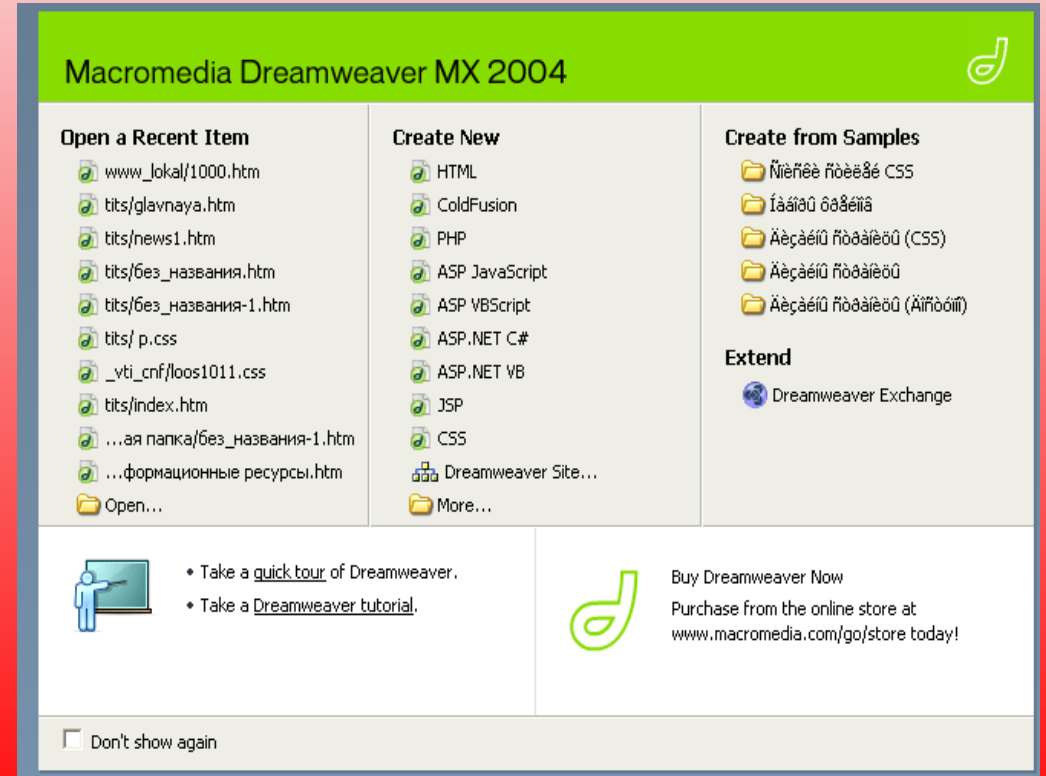 Macromedia Dreamweaver MX 2004
Open a Recent Item
www_lokal/1000.htm
tits/glavnaya.htm
tits/news1.htm
tits/без_названия.htm
tits/без_названия-1.htm
tits/ p.css
_vti_cnf/loos1011.css
tits/index.htm
...ая папка/без_названия-1.htm
...формационные ресурсы.htm
Open...
Create New
HTML
ColdFusion
PHP
ASP JavaScript
ASP VBScript
ASP.NET C#
ASP.NET VB
JSP
CSS
Dreamweaver Site...
More...
Create from Samples
Ñïèñêè ñòèëåé CSS
Íàáîðû ôðåéìîâ
Äèçàéíû ñòðàíèöû (CSS)
Äèçàéíû ñòðàíèöû
Äèçàéíû ñòðàíèöû (Äîñòóïí)
Extend
Dreamweaver Exchange
• Take a quick tour of Dreamweaver.
• Take a Dreamweaver tutorial.
Buy Dreamweaver Now
Purchase from the online store at
www.macromedia.com/go/store today!
Don't show again